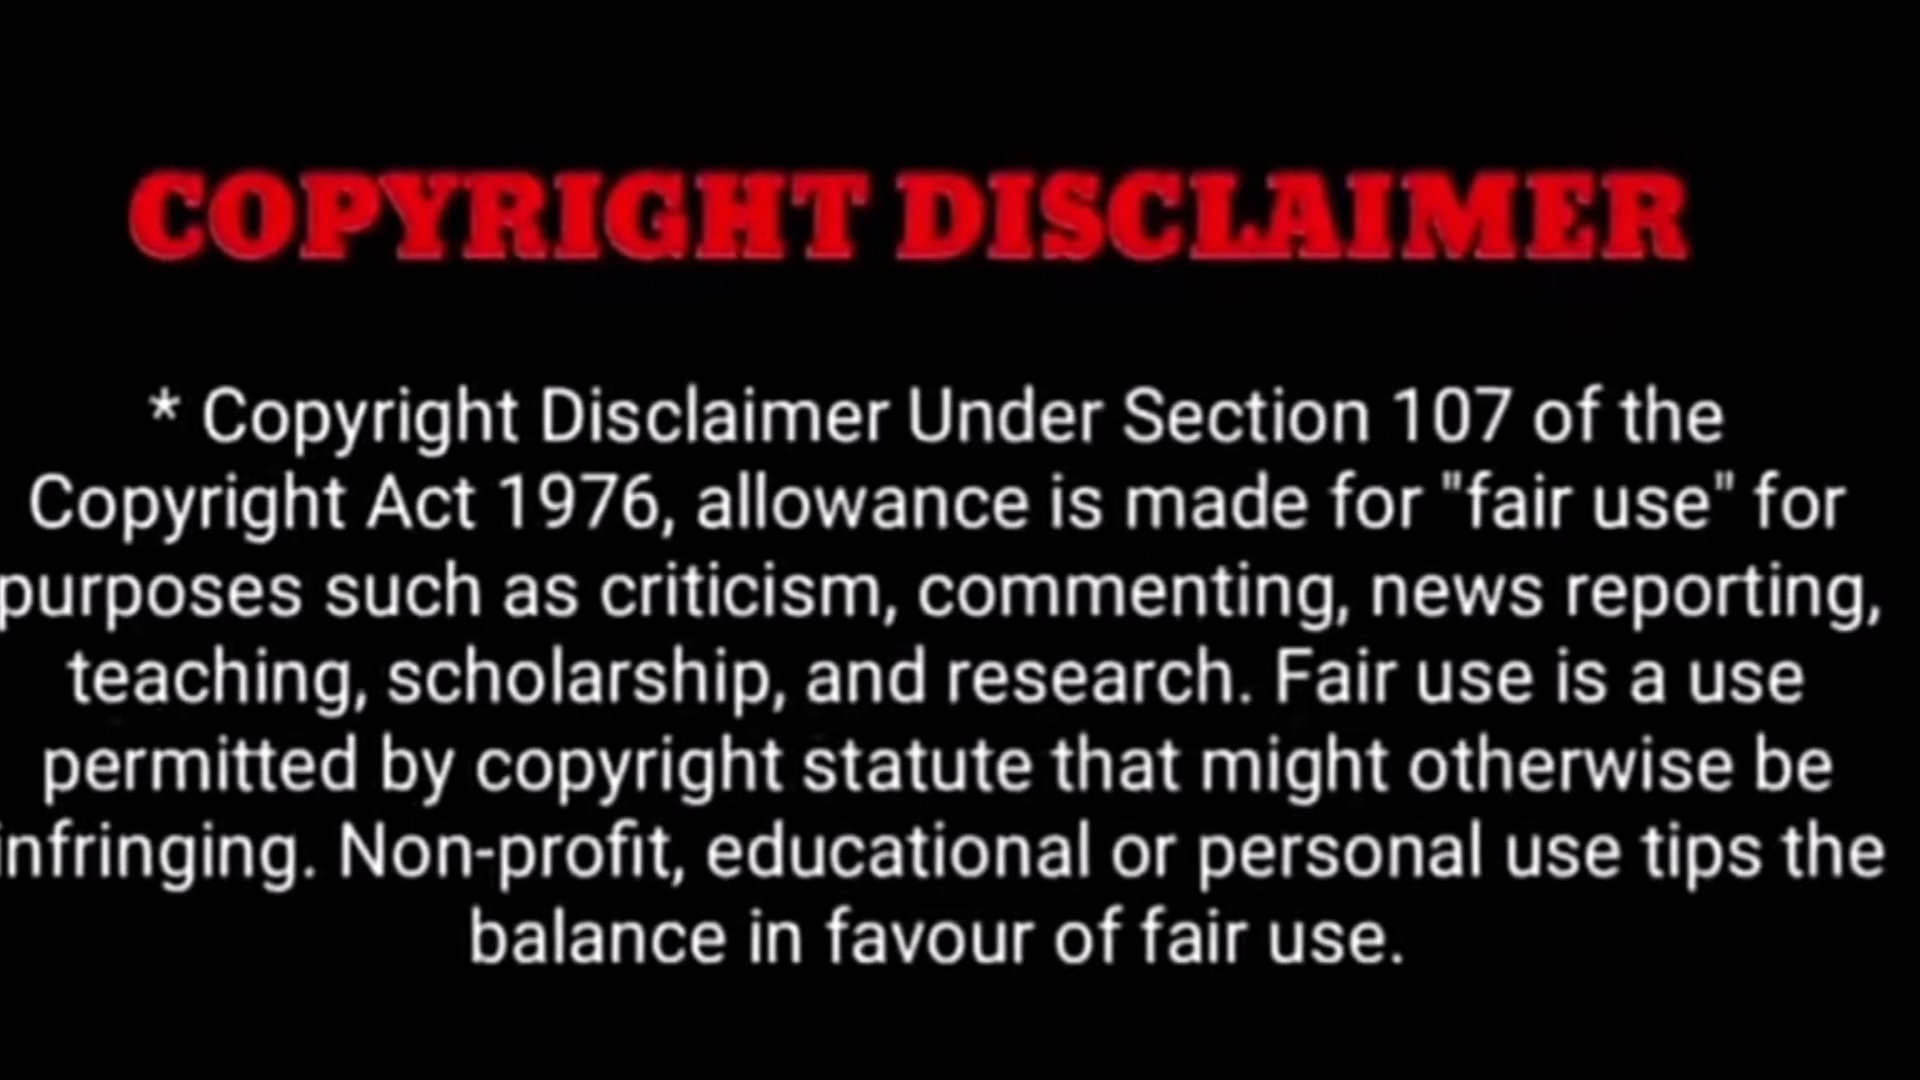 COPYRIGHT DISCLAIMER
* Copyright Disclaimer Under Section 107 of the
Copyright Act 1976, allowance is made for "fair use" for
purposes such as criticism, commenting, news reporting,
teaching, scholarship, and research. Fair use is a use
permitted by copyright statute that might otherwise be
infringing. Non-profit, educational or personal use tips the
balance in favour of fair use.